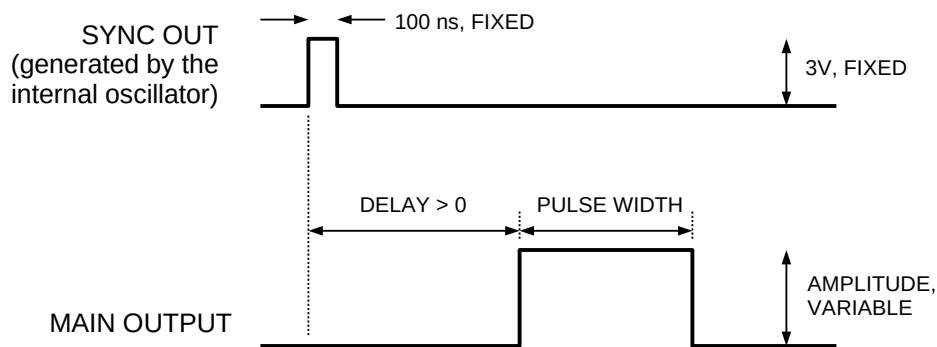 100 ns, FIXED
SYNC OUT
(generated by the
internal oscillator)
3V, FIXED
DELAY > 0
PULSE WIDTH
AMPLITUDE,
VARIABLE
MAIN OUTPUT